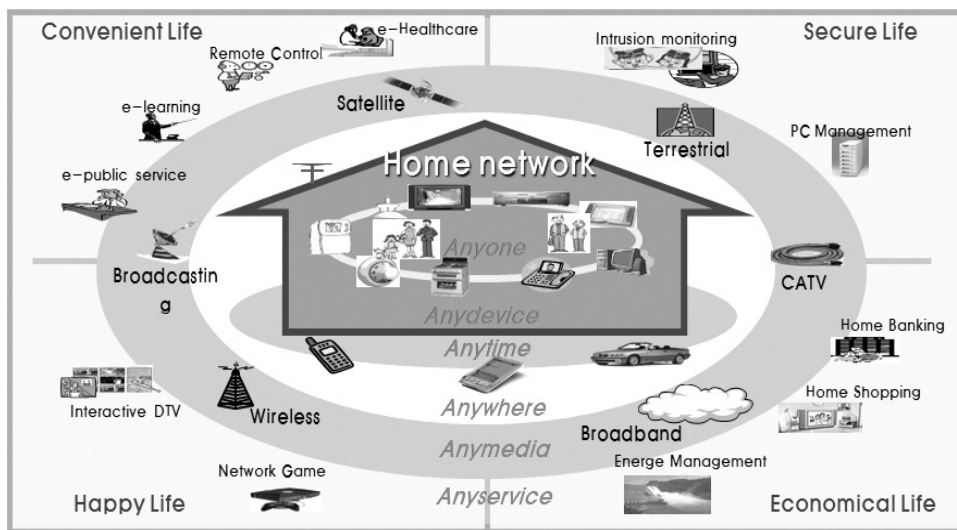 Convenient Life
e-Healthcare
Remote Control
Intrusion monitoring
Secure Life
Satellite
e-learning
Terrestrial
PC Management
Home network
e-public service
Anyone
Broadcastin
g
CATV
Anydevice
Anytime
Home Banking
Interactive DTV
Wireless
Anywhere
Home Shopping
Broadband
Anymedia
Energe Management
Network Game
Happy Life
Anyservice
Economical Life